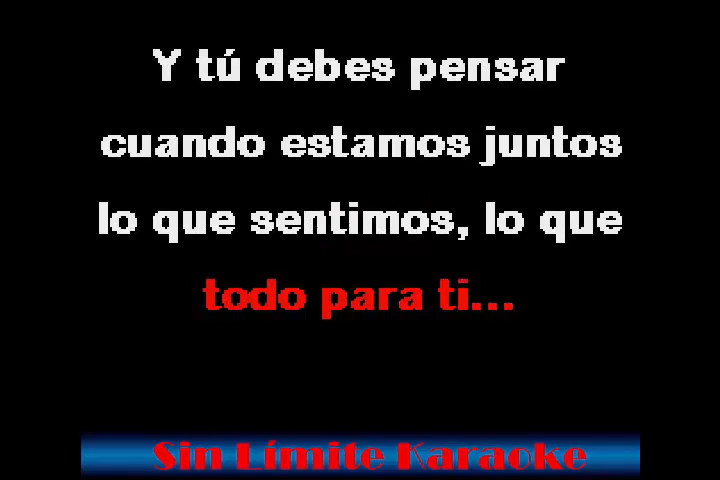 Y tú debes pensar
cuando estamos juntos
lo que sentimos, lo que
todo para ti...
Sin Límite Karaoke